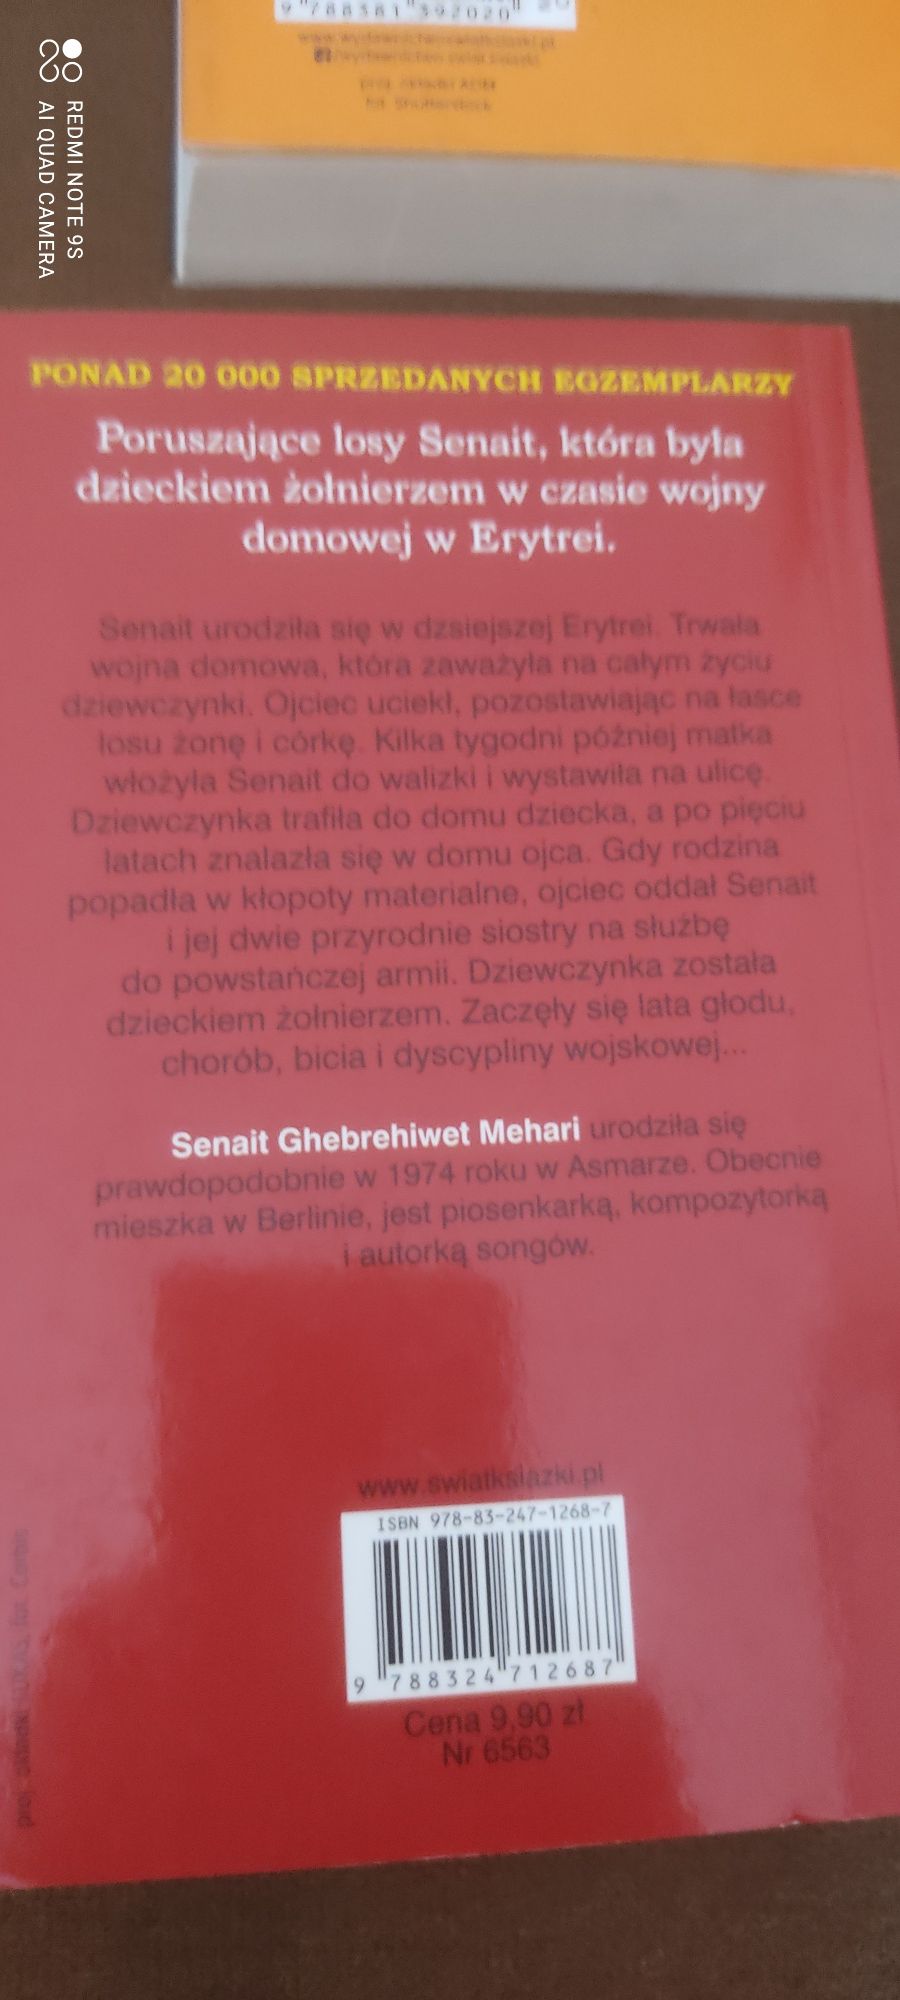 9 788381 392020
REDMI NOTE 9S
AI QUAD CAMERA
PONAD 20 000 SPRZEDANYCH EGZEMPLARZY
Poruszające losy Senait, która była
dzieckiem żołnierzem w czasie wojny
domowej w Erytrei.
Senait urodziła się w dzsiejszej Erytrei. Trwała
wojna domowa, która zaważyła na całym życiu
dziewczynki. Ojciec uciekł, pozostawiając na łasce
losu żonę i córkę. Kilka tygodni później matka
włożyła Senait do walizki i wystawiła na ulicę.
Dziewczynka trafiła do domu dziecka, a po pięciu
latach znalazła się w domu ojca. Gdy rodzina
popadła w kłopoty materialne, ojciec oddał Senait
i jej dwie przyrodnie siostry na służbę
do powstańczej armii. Dziewczynka została
dzieckiem żołnierzem. Zaczęły się lata głodu,
chorób, bicia i dyscypliny wojskowej...
Senait Ghebrehiwet Mehari urodziła się
prawdopodobnie w 1974 roku w Asmarze. Obecnie
mieszka w Berlinie, jest piosenkarką, kompozytorką
i autorką songów.
www.swiatksiazki.pl
ISBN 978-83-247-1268-7
9 788324 712687
Cena 9,90 zł
Nr 6563